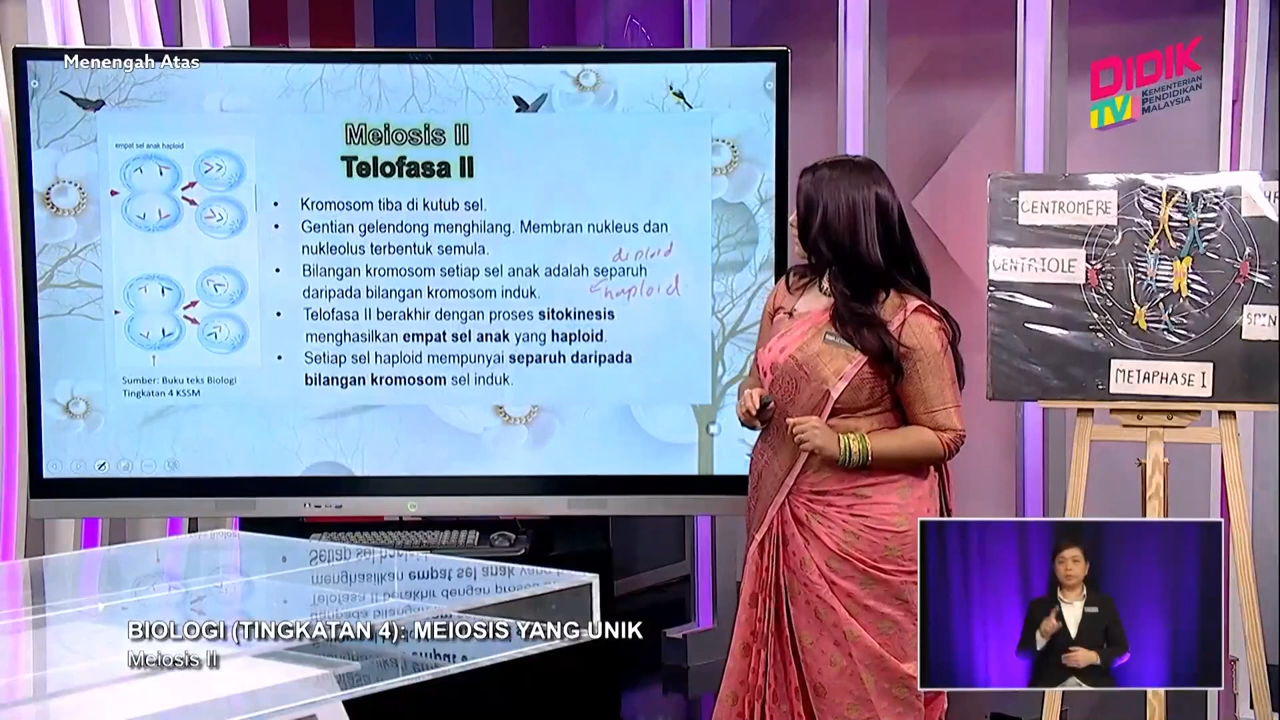 Menengah Atas
DIDIK
TV
KEMENTERIAN
PENDIDIKAN
MALAYSIA
empat sel anak haploid
Meiosis II
Telofasa II
• Kromosom tiba di kutub sel.
• Gentian gelendong menghilang. Membran nukleus dan
nukleolus terbentuk semula.
diploid
• Bilangan kromosom setiap sel anak adalah separuh
daripada bilangan kromosom induk.
haploid
• Telofasa II berakhir dengan proses sitokinesis
menghasilkan empat sel anak yang haploid.
• Setiap sel haploid mempunyai separuh daripada
bilangan kromosom sel induk.
Sumber: Buku teks Biologi
Tingkatan 4 KSSM
CENTROMERE
CENTRIOLE
METAPHASE I
BIOLOGI (TINGKATAN 4): MEIOSIS YANG UNIK
Meiosis II